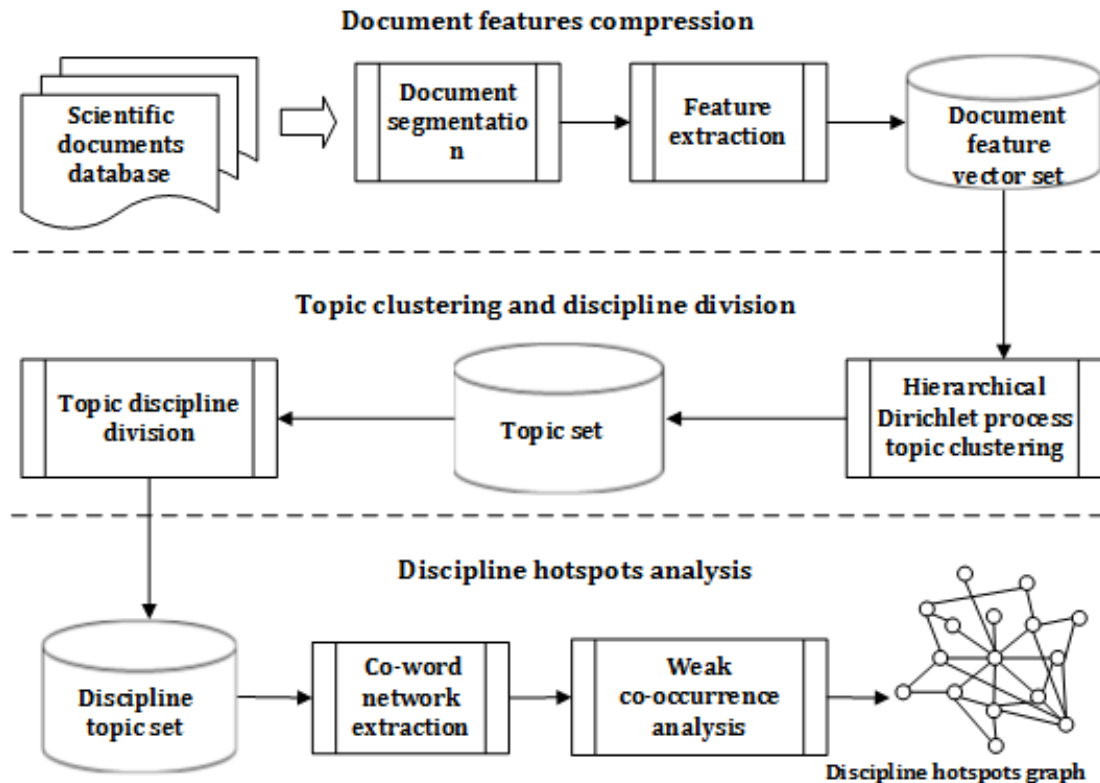 Document features compression
Scientific
documents
database
Document
segmentatio
n
Feature
extraction
Document
feature
vector set
Topic clustering and discipline division
Topic discipline
division
Topic set
Hierarchical
Dirichlet process
topic clustering
Discipline hotspots analysis
Discipline
topic set
Co-word
network
extraction
Weak
co-occurrence
analysis
Discipline hotspots graph